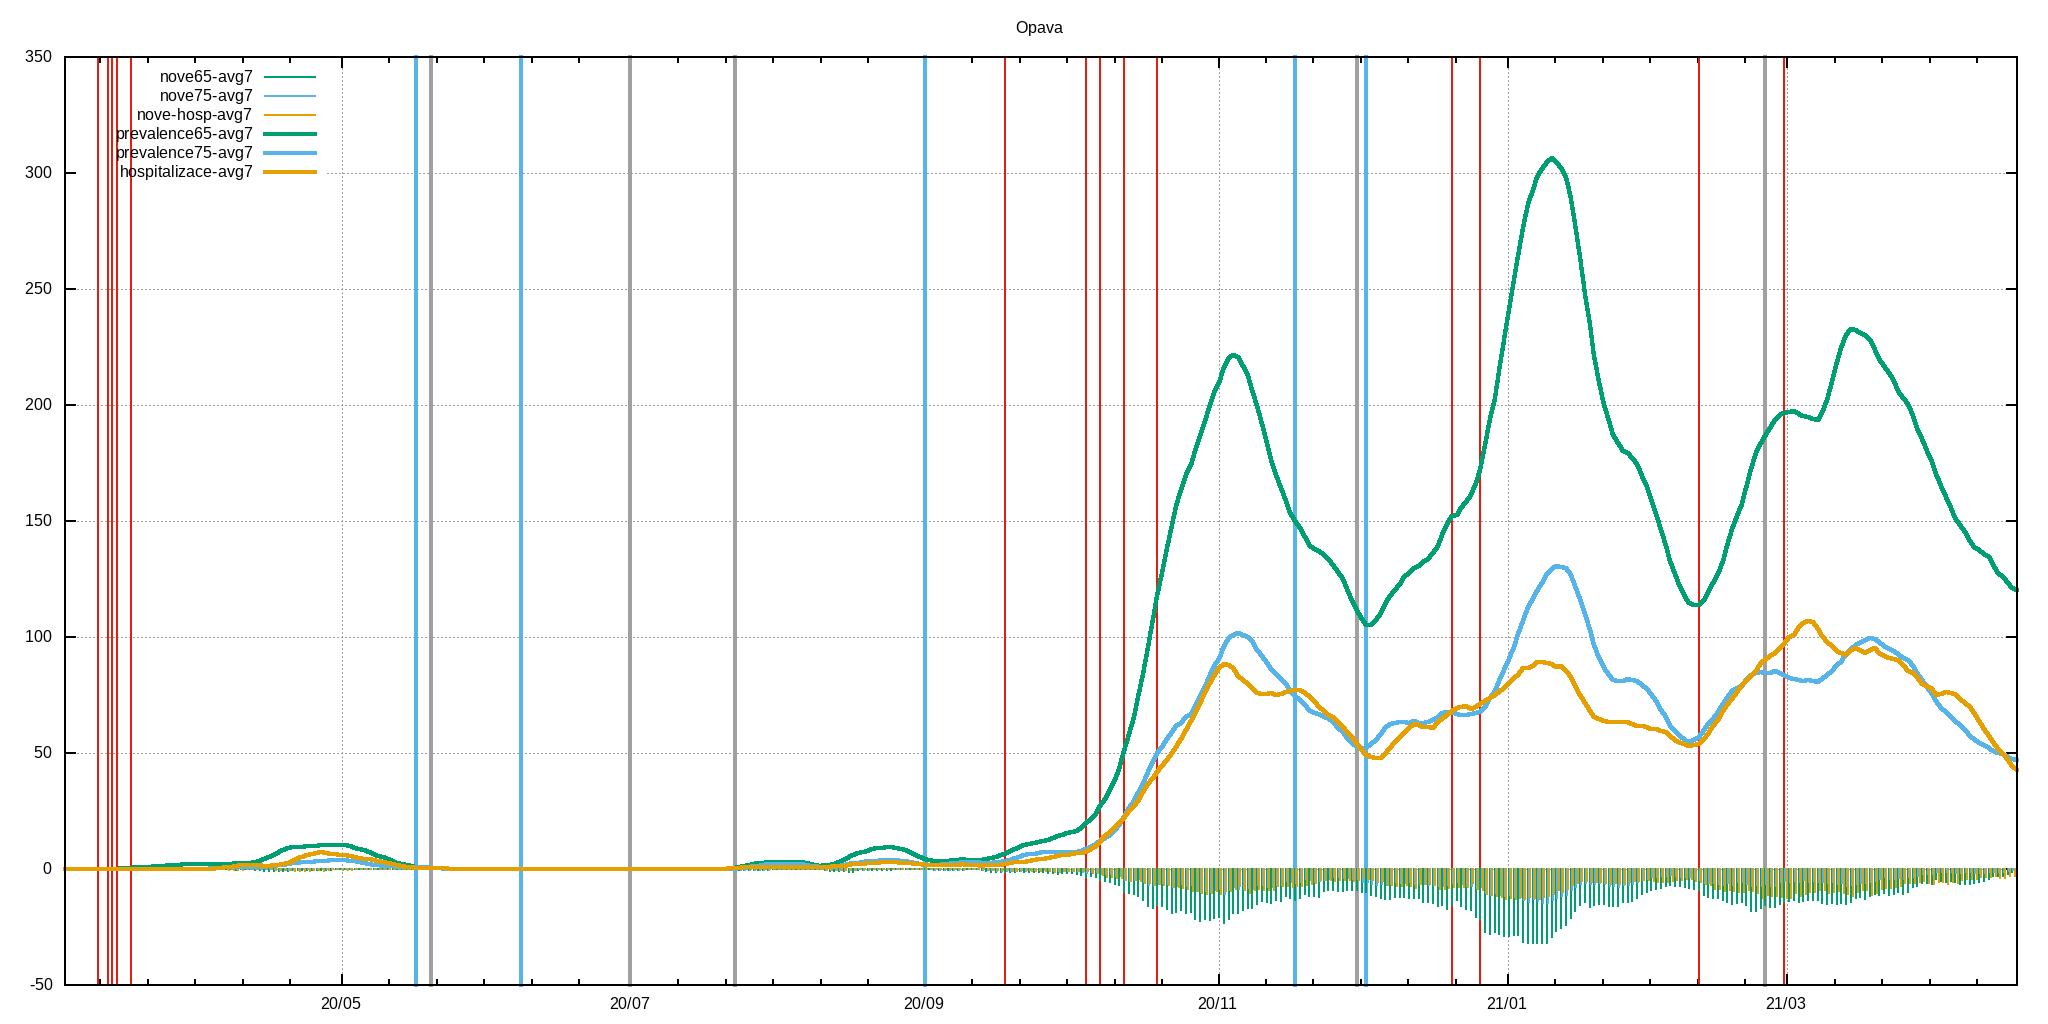 Opava
350
300
250
200
150
100
50
0
-50
nove65-avg7
nove75-avg7
nove-hosp-avg7
prevalence65-avg7
prevalence75-avg7
hospitalizace-avg7
20/05
20/07
20/09
20/11
21/01
21/03